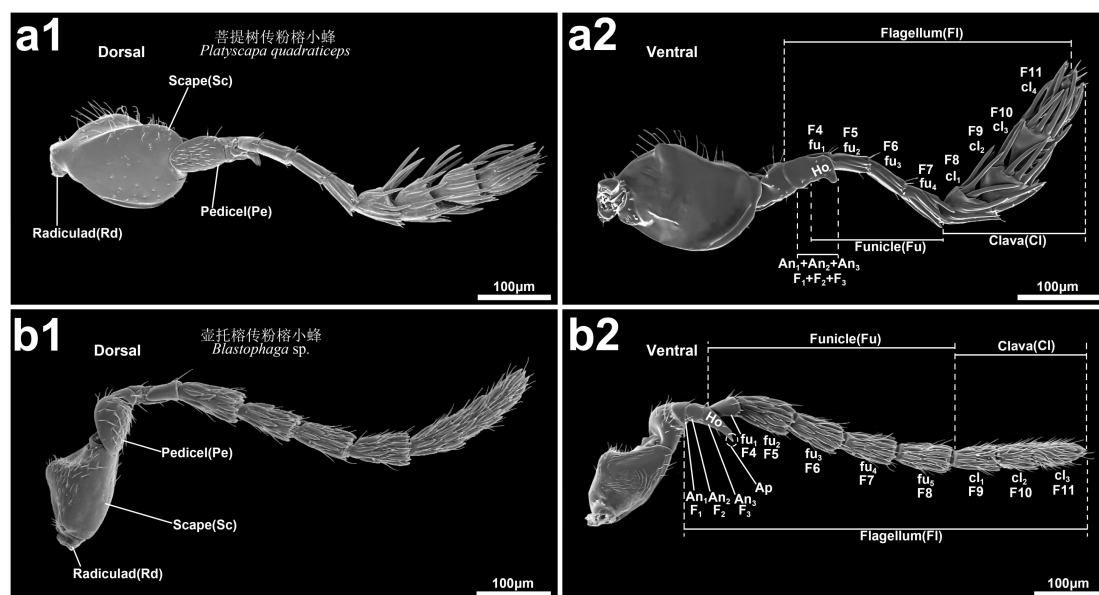 a1
菩提树传粉榕小蜂
Platyscapa quadraticeps
Dorsal
Scape(Sc)
Pedicel(Pe)
Radiculad(Rd)
100μm
a2
Ventral
Flagellum(Fl)
F4
fu1
F5
fu2
F6
fu3
F7
fu4
F8
cl1
F9
cl2
F10
cl3
F11
cl4
Ho
Funicle(Fu)
Clava(Cl)
An1+An2+An3
F1+F2+F3
100μm
b1
壶托榕传粉榕小蜂
Blastophaga sp.
Dorsal
Pedicel(Pe)
Scape(Sc)
Radiculad(Rd)
100μm
b2
Ventral
Funicle(Fu)
Clava(Cl)
Ho
fu1
F4
fu2
F5
fu3
F6
fu4
F7
fu5
F8
cl1
F9
cl2
F10
cl3
F11
Ap
An1 An2 An3
F1 F2 F3
Flagellum(Fl)
100μm